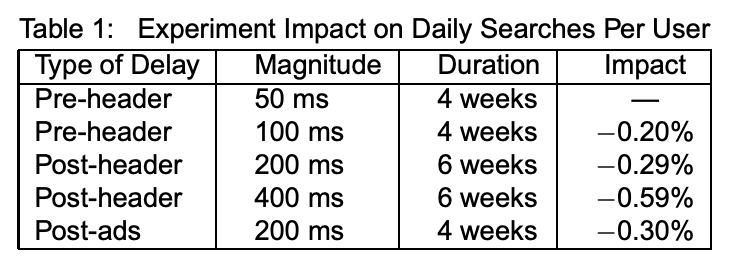 Table 1: Experiment Impact on Daily Searches Per User
Type of Delay Magnitude Duration Impact
Pre-header 50 ms 4 weeks —
Pre-header 100 ms 4 weeks −0.20%
Post-header 200 ms 6 weeks −0.29%
Post-header 400 ms 6 weeks −0.59%
Post-ads 200 ms 4 weeks −0.30%